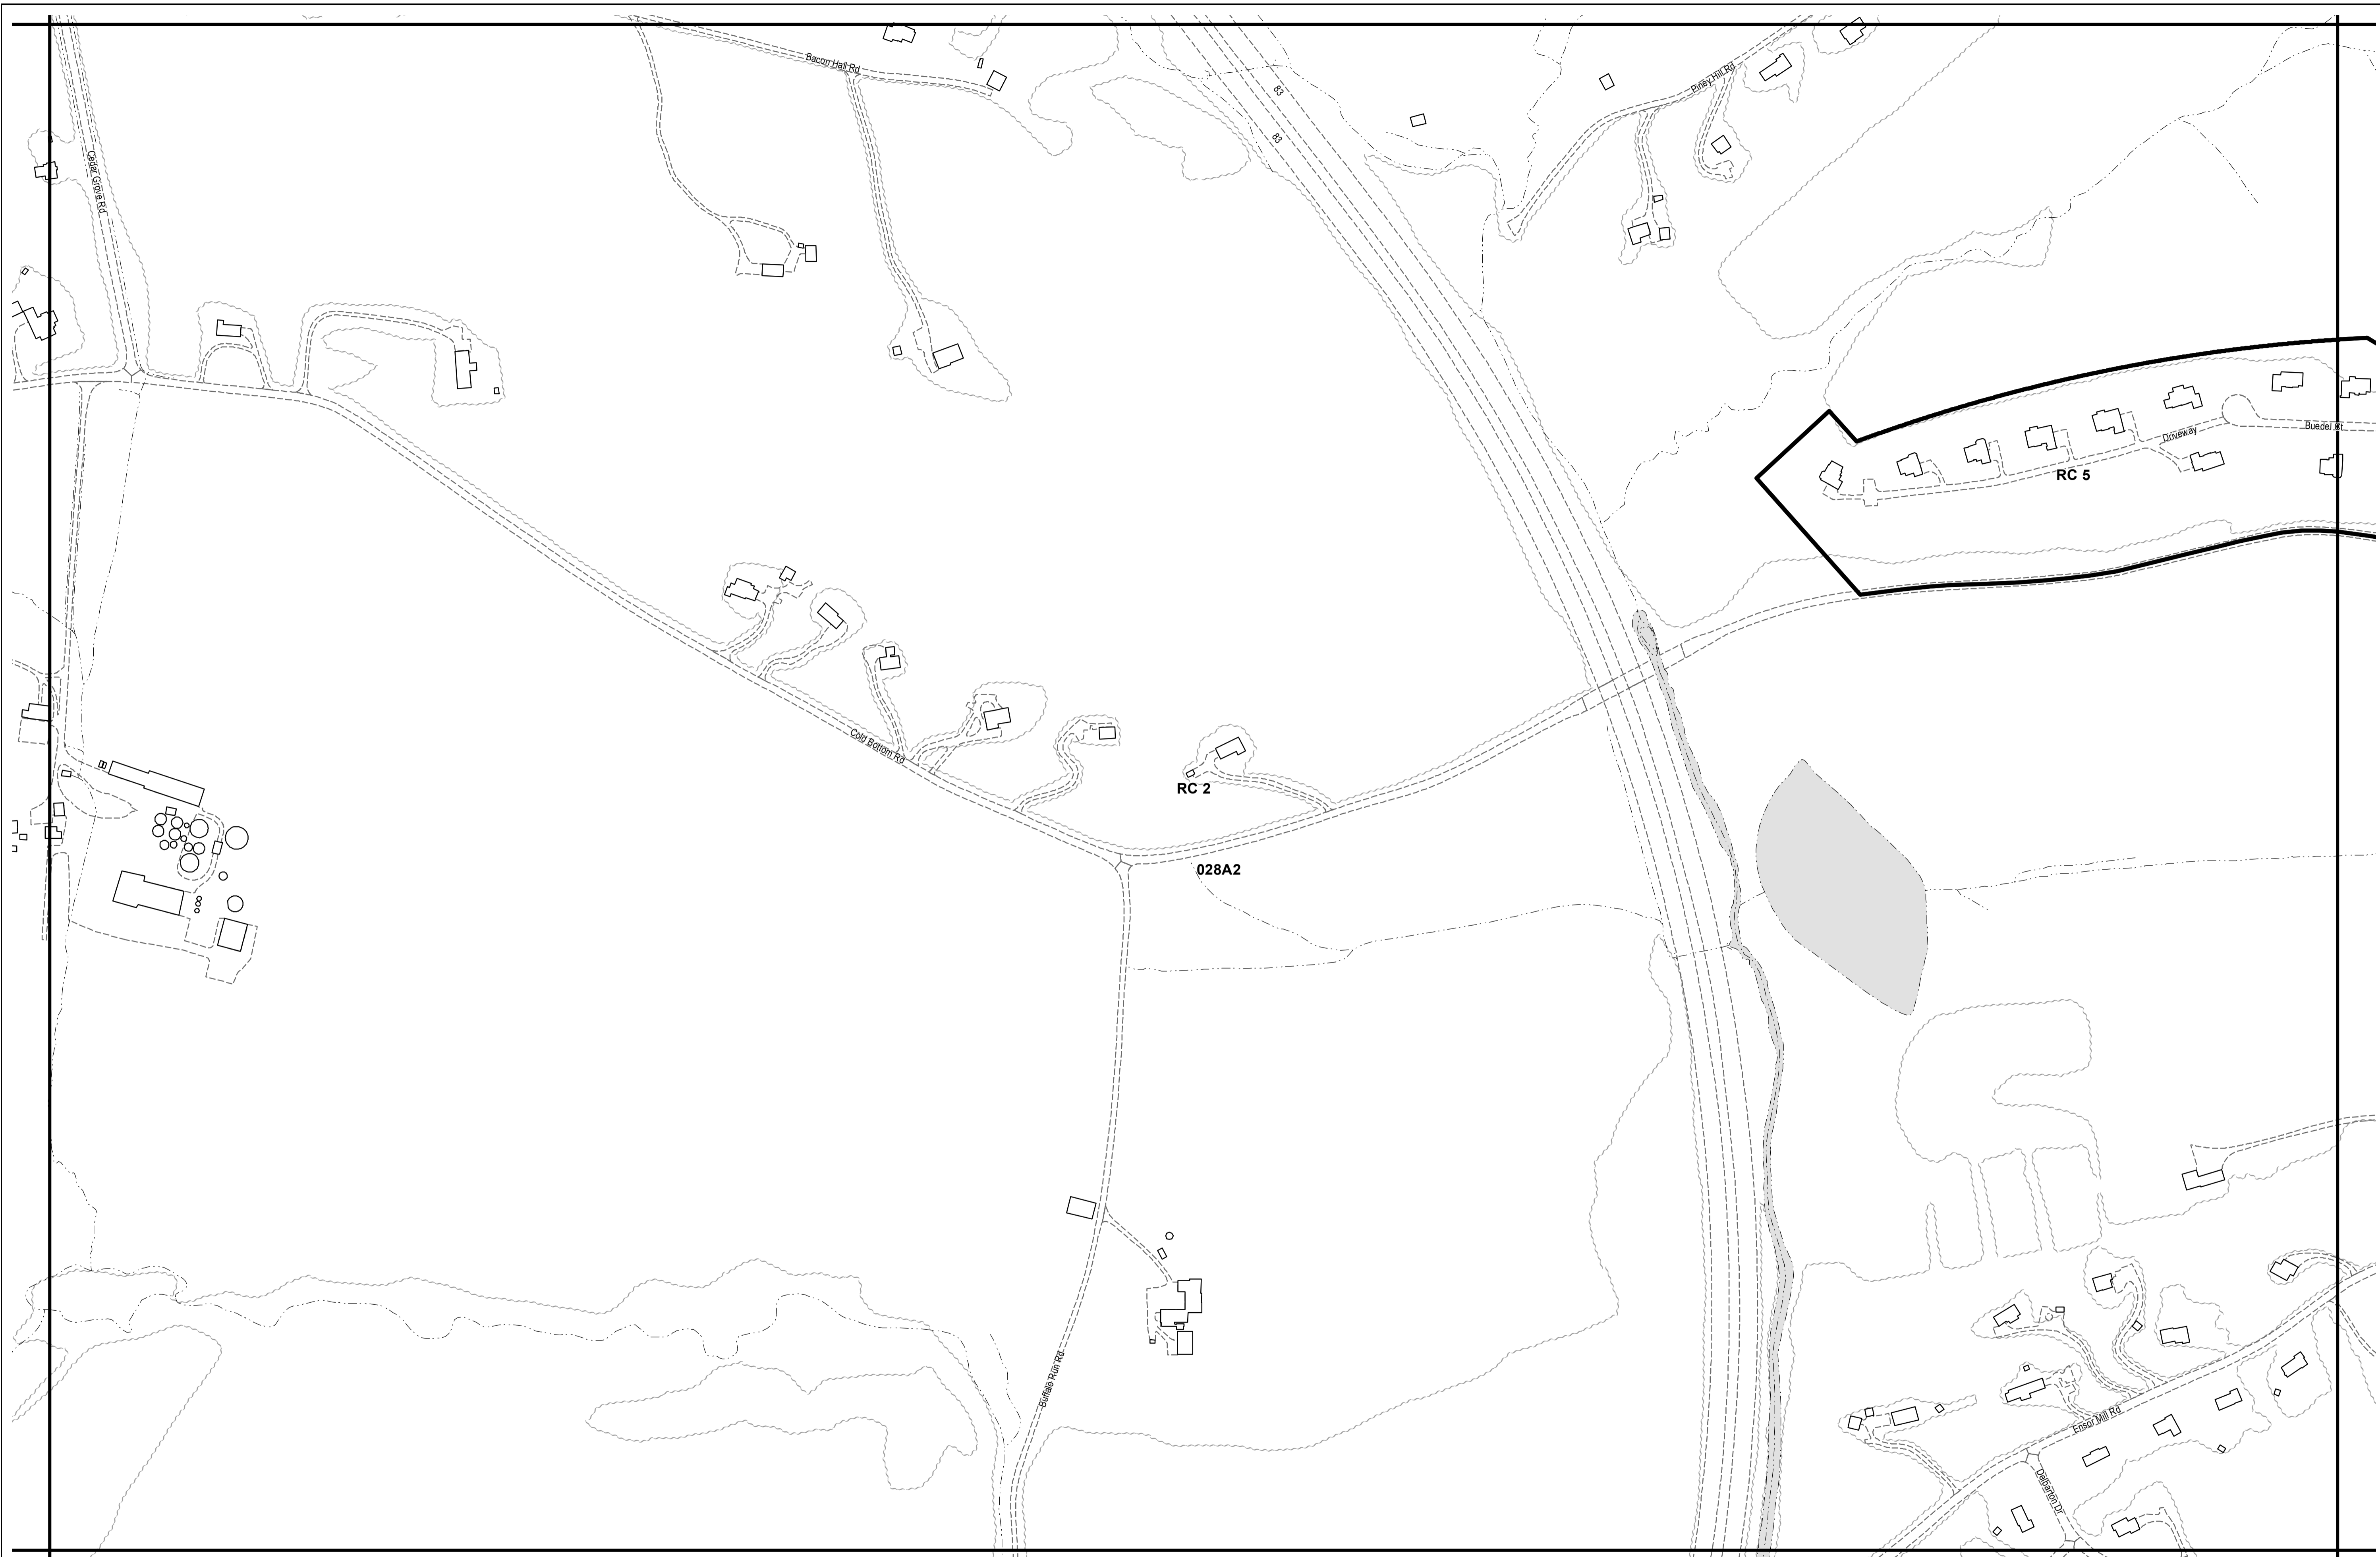 Bacon Hall Rd
83
Piney Hill Rd
83
Cedar Grove Rd
Buedel Ct
Driveway
RC 5
Cold Bottom Rd
RC 2
028A2
Buffalo Run Rd
Ensor Mill Rd
Delbarton Dr